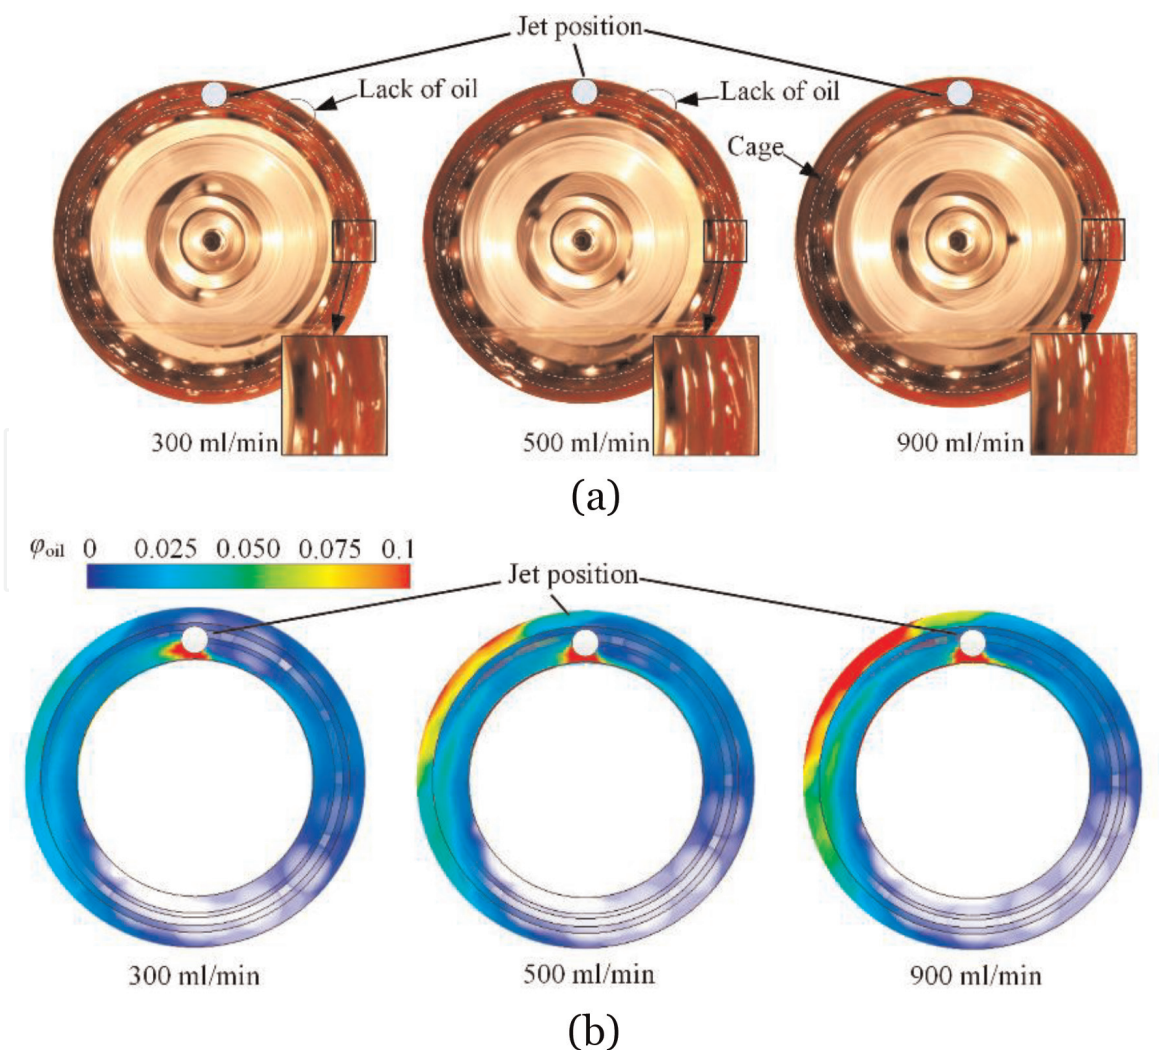 Jet position
Lack of oil
Lack of oil
Cage
300 ml/min
500 ml/min
900 ml/min
(a)
φoil 0 0.025 0.050 0.075 0.1
Jet position
300 ml/min
500 ml/min
900 ml/min
(b)